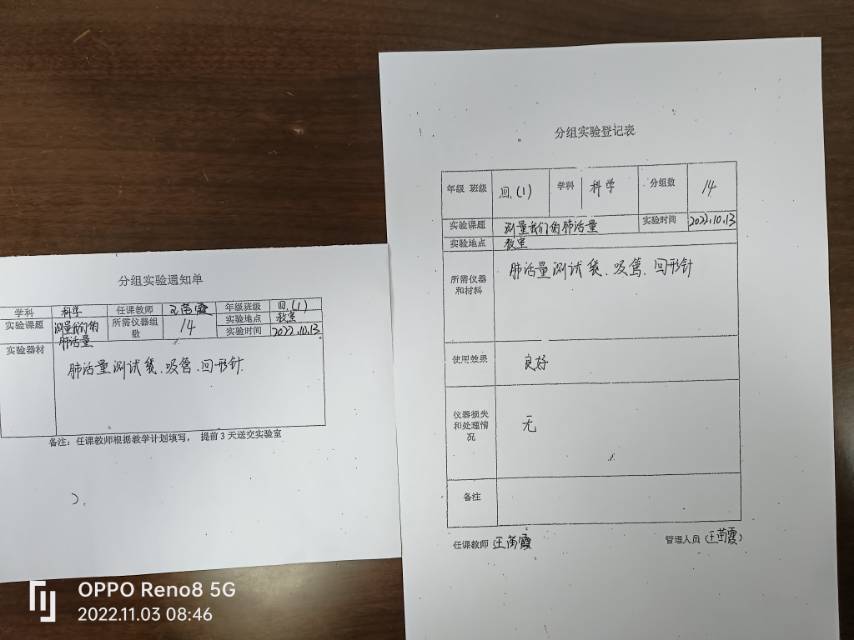 分组实验通知单
学科 科学 任课教师 年级班级 四.(1)
实验课题 测量我们的肺活量 所需仪器组数 14 实验地点 教室
实验时间 2022.10.13
实验器材 肺活量测试袋、吸管、回形针
备注：任课教师根据教学计划填写， 提前3天送交实验室
分组实验登记表
年级 班级 四.(1) 学科 科学 分组数 14
实验课题 测量我们的肺活量 实验时间 2022.10.13
实验地点 教室
所需仪器和材料 肺活量测试袋、吸管、回形针
使用效果 良好
仪器损失和处理情况 无
备注
任课教师 管理人员
OPPO Reno8 5G
2022.11.03 08:46